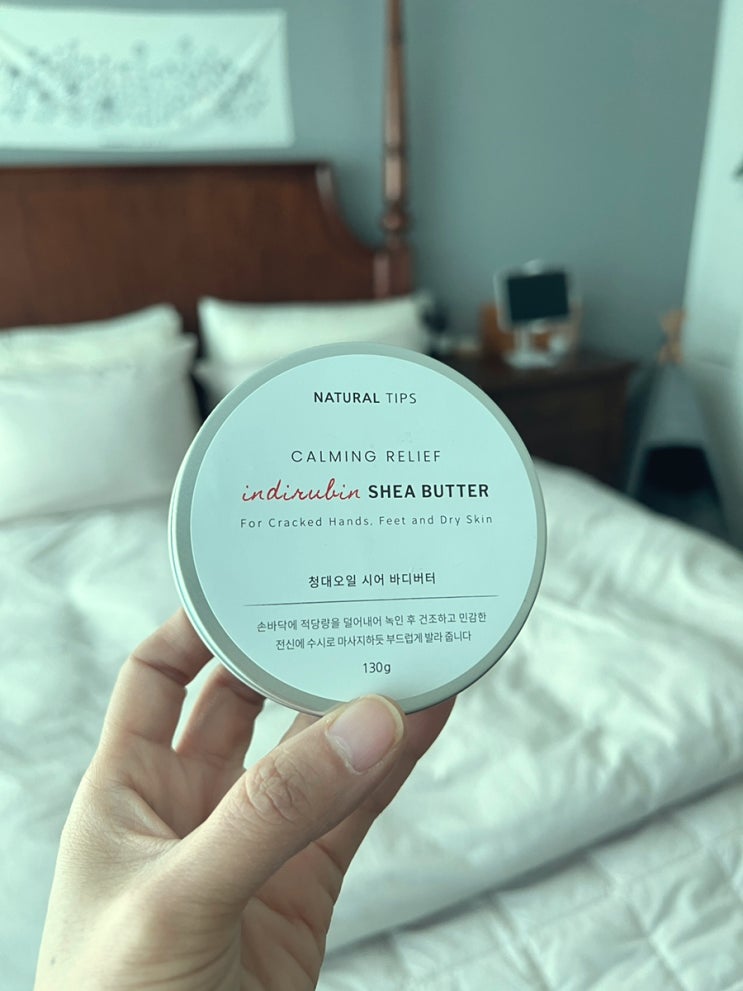 NATURAL TIPS
CALMING RELIEF
indirubin SHEA BUTTER
For Cracked Hands. Feet and Dry Skin
청대오일 시어 바디버터
손바닥에 적당량을 덜어내어 녹인 후 건조하고 민감한
전신에 수시로 마사지하듯 부드럽게 발라 줍니다
130g